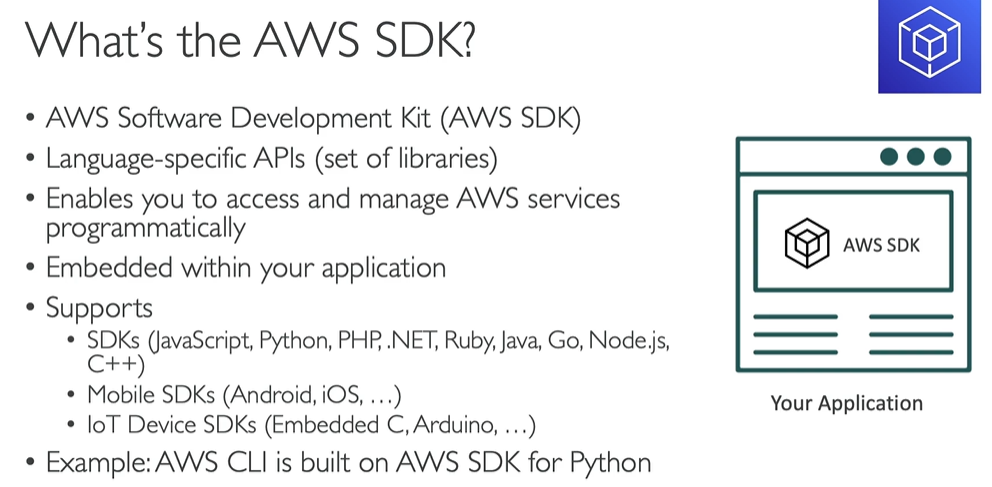 What's the AWS SDK?
• AWS Software Development Kit (AWS SDK)
• Language-specific APIs (set of libraries)
• Enables you to access and manage AWS services
programmatically
• Embedded within your application
• Supports
• SDKs (JavaScript, Python, PHP, .NET, Ruby, Java, Go, Node.js,
C++)
• Mobile SDKs (Android, iOS, …)
• IoT Device SDKs (Embedded C, Arduino, …)
• Example: AWS CLI is built on AWS SDK for Python
AWS SDK
Your Application